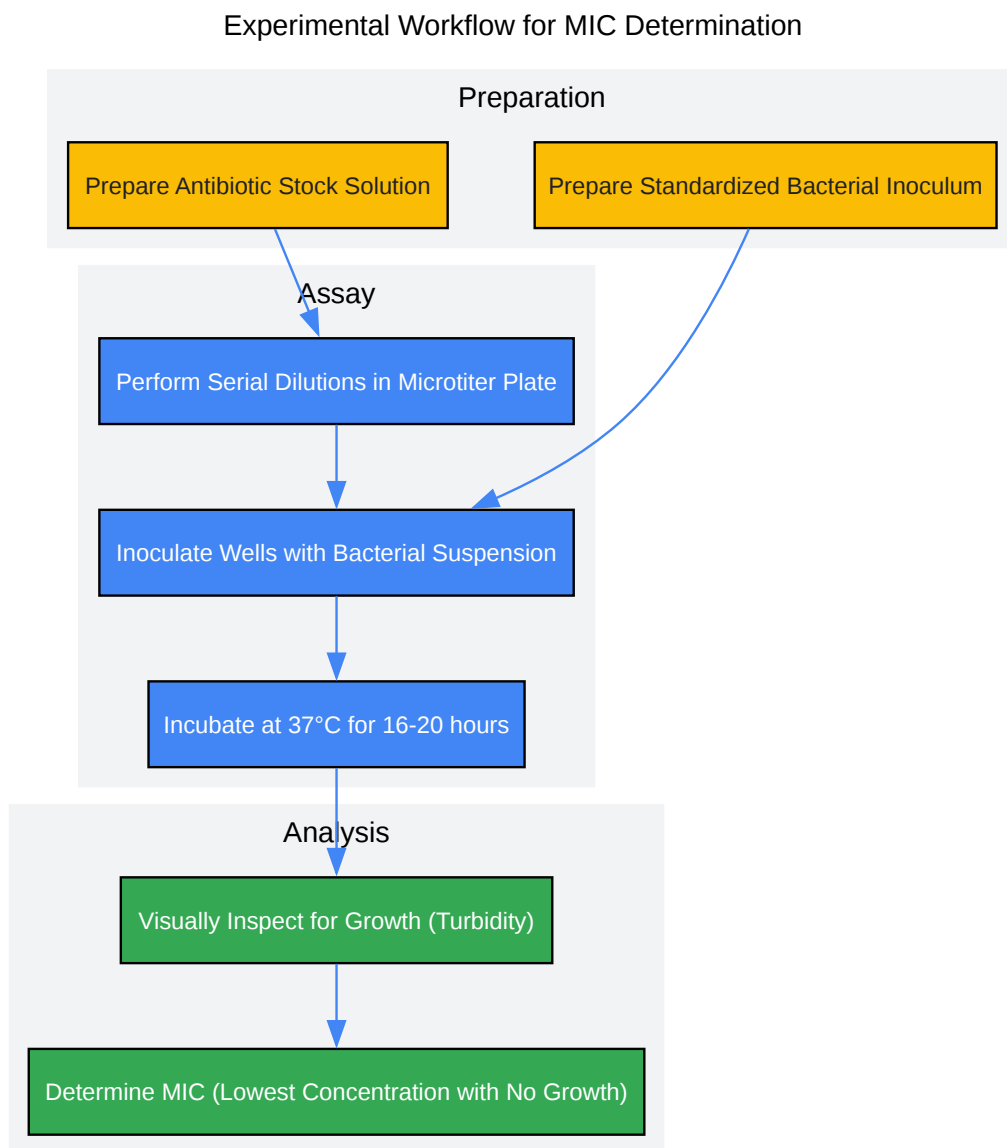 Experimental Workflow for MIC Determination
Preparation
Prepare Antibiotic Stock Solution
Prepare Standardized Bacterial Inoculum
Assay
Perform Serial Dilutions in Microtiter Plate
Inoculate Wells with Bacterial Suspension
Incubate at 37°C for 16-20 hours
Analysis
Visually Inspect for Growth (Turbidity)
Determine MIC (Lowest Concentration with No Growth)